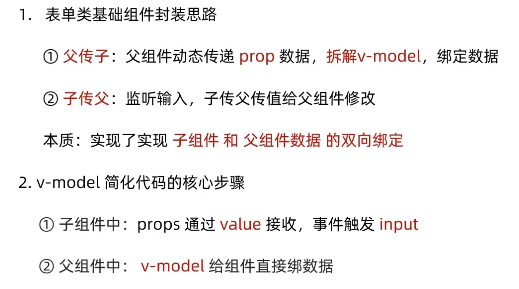 1. 表单类基础组件封装思路
① 父传子：父组件动态传递 prop 数据，拆解v-model，绑定数据
② 子传父：监听输入，子传父传值给父组件修改
本质：实现了实现 子组件 和 父组件数据 的双向绑定
2. v-model 简化代码的核心步骤
① 子组件中：props 通过 value 接收，事件触发 input
② 父组件中： v-model 给组件直接绑数据